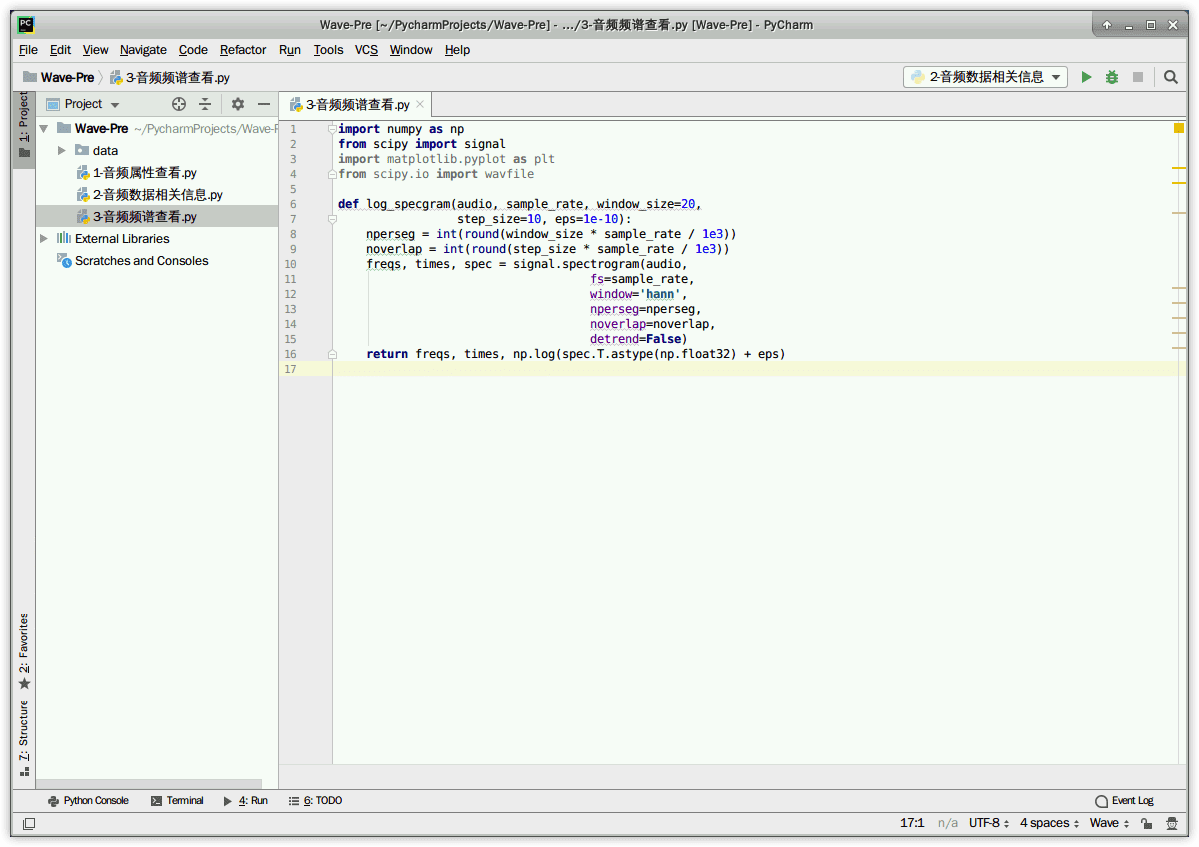 PC
Wave-Pre [~/PycharmProjects/Wave-Pre] - .../3-音频频谱查看.py [Wave-Pre] - PyCharm
File Edit View Navigate Code Refactor Run Tools VCS Window Help
Wave-Pre 3-音频频谱查看.py 2-音频数据相关信息
1: Project
Project
3-音频频谱查看.py
Wave-Pre ~/PycharmProjects/Wave-P
data
1-音频属性查看.py
2-音频数据相关信息.py
3-音频频谱查看.py
External Libraries
Scratches and Consoles
1 import numpy as np
2 from scipy import signal
3 import matplotlib.pyplot as plt
4 from scipy.io import wavfile
5
6 def log_specgram(audio, sample_rate, window_size=20,
7 step_size=10, eps=1e-10):
8 nperseg = int(round(window_size * sample_rate / 1e3))
9 noverlap = int(round(step_size * sample_rate / 1e3))
10 freqs, times, spec = signal.spectrogram(audio,
11 fs=sample_rate,
12 window='hann',
13 nperseg=nperseg,
14 noverlap=noverlap,
15 detrend=False)
16 return freqs, times, np.log(spec.T.astype(np.float32) + eps)
17
2: Favorites
7: Structure
Python Console Terminal 4: Run 6: TODO Event Log
17:1 n/a UTF-8 4 spaces Wave